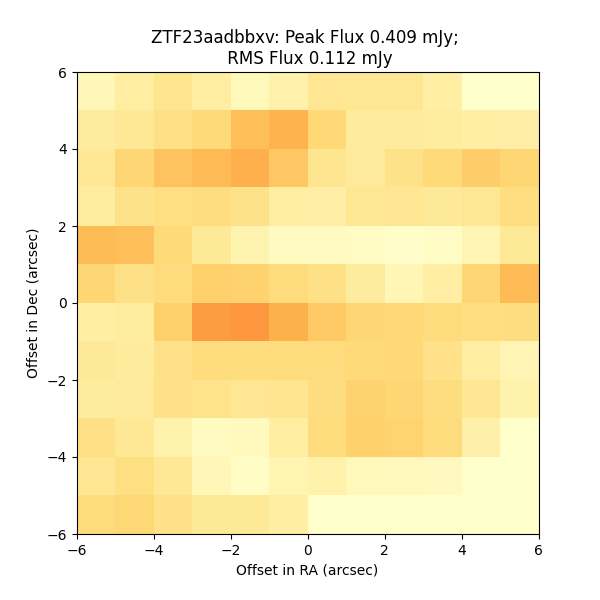 ZTF23aadbbxv: Peak Flux 0.409 mJy;
RMS Flux 0.112 mJy
6
4
2
0
−2
−4
−6
Offset in Dec (arcsec)
−6 −4 −2 0 2 4 6
Offset in RA (arcsec)